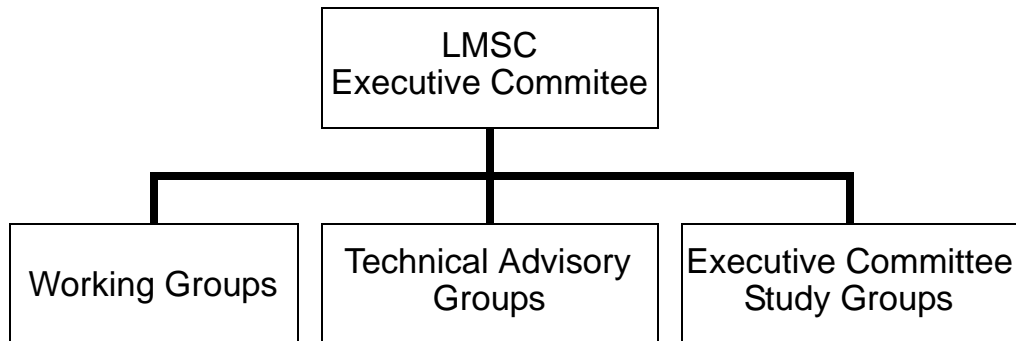 LMSC
Executive Commitee
Working Groups
Technical Advisory
Groups
Executive Committee
Study Groups